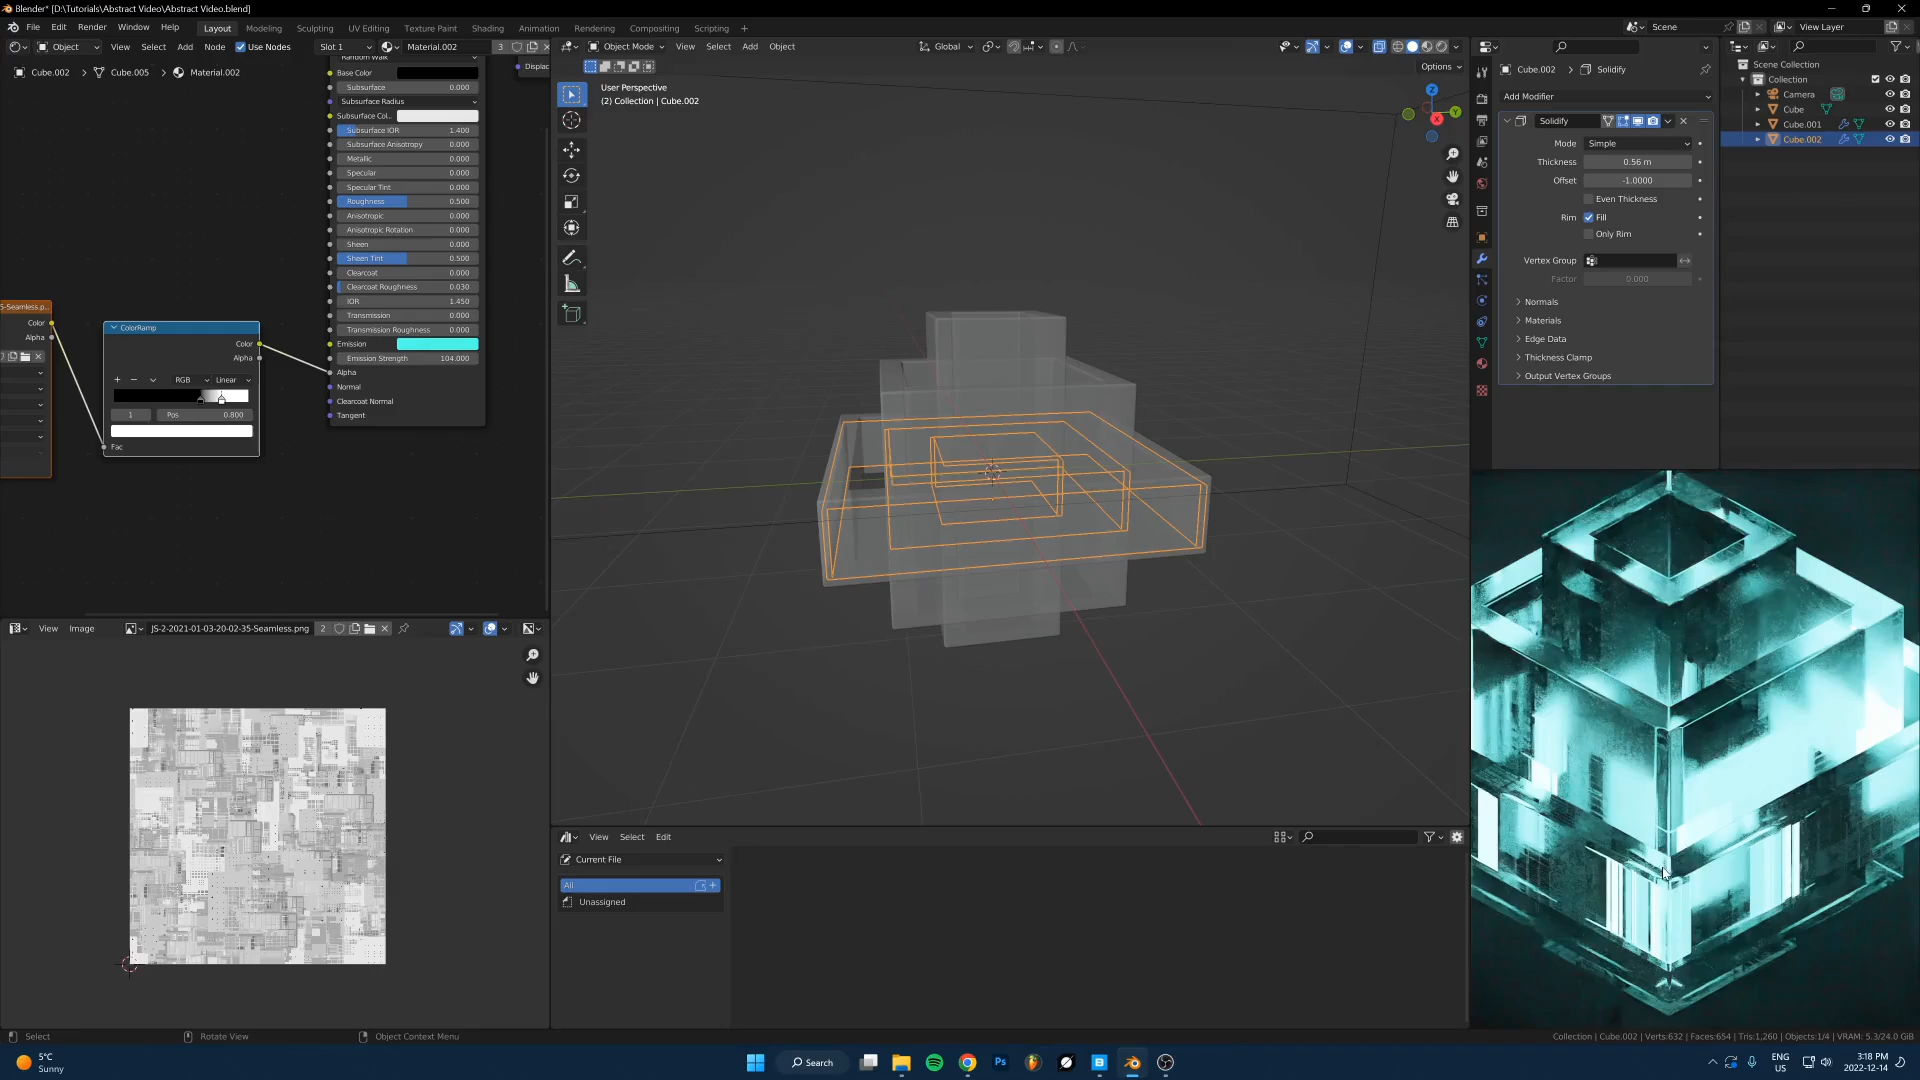 Blender* [D:\Tutorials\Abstract Video\Abstract Video.blend]
File Edit Render Window Help Layout Modeling Sculpting UV Editing Texture Paint Shading Animation Rendering Compositing Scripting + Scene View Layer
Object View Select Add Node Use Nodes Slot 1 Material.002 3
Object Mode View Select Add Object Global
Options
Cube.002 > Cube.005 > Material.002
Random Walk
Displac
Base Color
Subsurface 0.000
Subsurface Radius
Subsurface Col...
Subsurface IOR 1.400
Subsurface Anisotropy 0.000
Metallic 0.000
Specular 0.000
Specular Tint 0.000
Roughness 0.500
Anisotropic 0.000
Anisotropic Rotation 0.000
Sheen 0.000
Sheen Tint 0.500
Clearcoat 0.000
Clearcoat Roughness 0.030
IOR 1.450
Transmission 0.000
Transmission Roughness 0.000
Emission
Emission Strength 104.000
Alpha
Normal
Clearcoat Normal
Tangent
5-Seamless.p...
Color
Alpha
ColorRamp
Color
Alpha
+ − RGB Linear
1 Pos 0.800
Fac
User Perspective
(2) Collection | Cube.002
Z
Y
X
Cube.002 > Solidify
Add Modifier
Solidify
Mode Simple
Thickness 0.56 m
Offset -1.0000
Even Thickness
Rim Fill
Only Rim
Vertex Group
Factor 0.000
Normals
Materials
Edge Data
Thickness Clamp
Output Vertex Groups
Scene Collection
Collection
Camera
Cube
Cube.001
Cube.002
View Image JS-2-2021-01-03-20-02-35-Seamless.png 2
View Select Edit
Current File
All
Unassigned
Select Rotate View Object Context Menu
Collection | Cube.002 | Verts:632 | Faces:654 | Tris:1,260 | Objects:1/4 | VRAM: 5.3/24.0 GiB
5°C
Sunny
Search
Ps
B
ENG
US
3:18 PM
2022-12-14